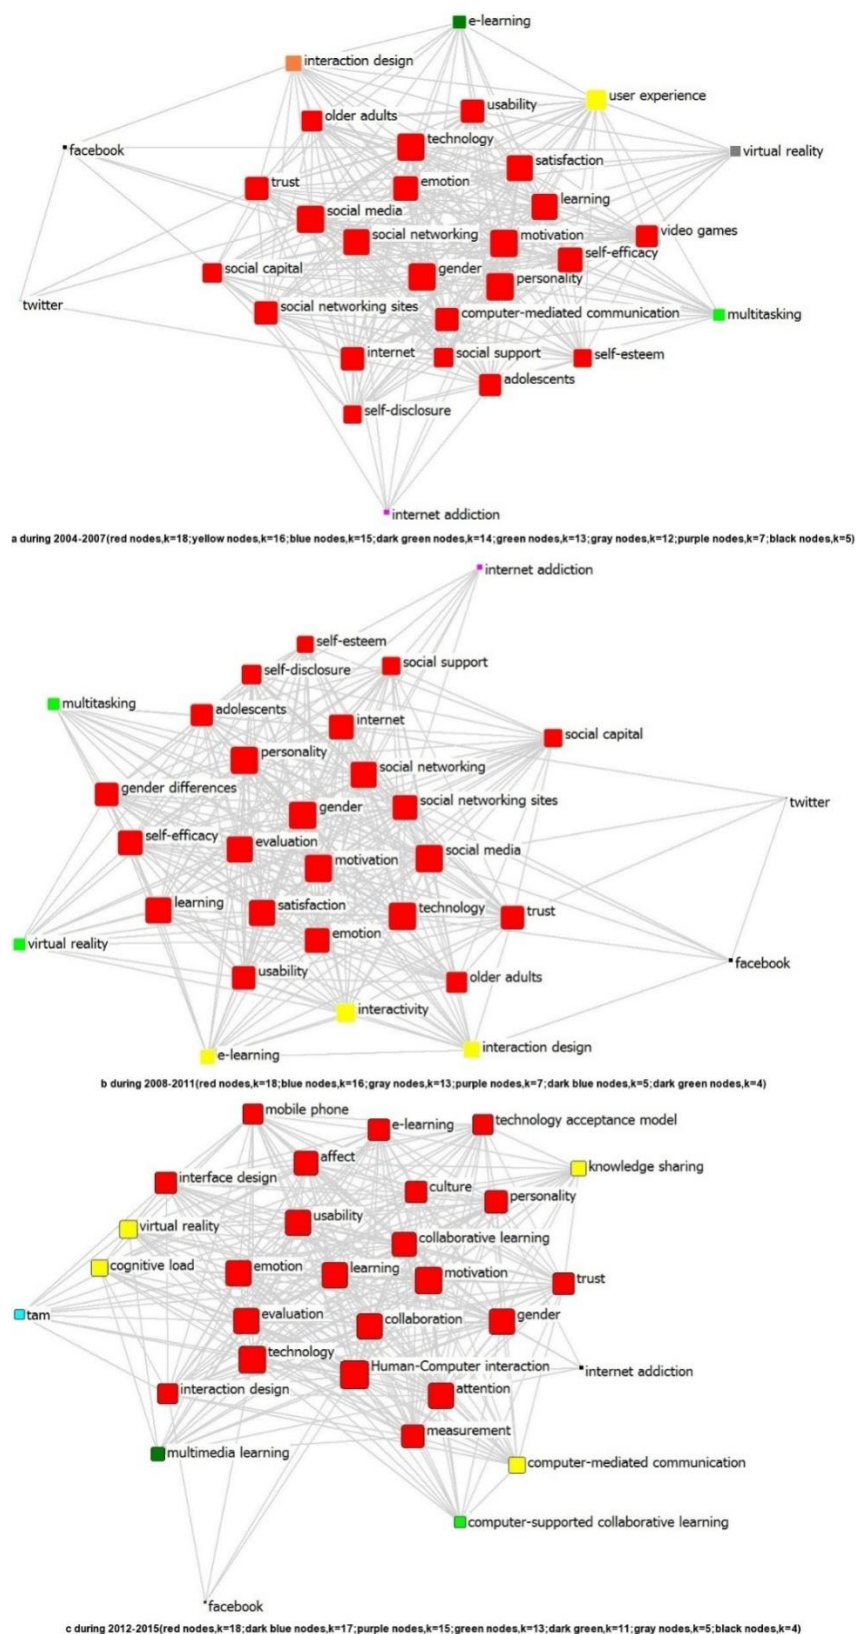 e-learning
interaction design
user experience
usability
older adults
technology
facebook
virtual reality
satisfaction
trust
emotion
learning
social media
video games
social networking
motivation
self-efficacy
social capital
gender
personality
twitter
social networking sites
computer-mediated communication
multitasking
internet
social support
self-esteem
adolescents
self-disclosure
internet addiction
a during 2004-2007(red nodes,k=18;yellow nodes,k=16;blue nodes,k=15;dark green nodes,k=14;green nodes,k=13;gray nodes,k=12;purple nodes,k=7;black nodes,k=5)
internet addiction
self-esteem
social support
self-disclosure
multitasking
adolescents
internet
social capital
personality
social networking
gender differences
social networking sites
twitter
gender
self-efficacy
evaluation
social media
motivation
learning
satisfaction
technology
trust
emotion
virtual reality
facebook
usability
older adults
interactivity
interaction design
e-learning
b during 2008-2011(red nodes,k=18;blue nodes,k=16;gray nodes,k=13;purple nodes,k=7;dark blue nodes,k=5;dark green nodes,k=4)
mobile phone
e-learning
technology acceptance model
affect
knowledge sharing
interface design
culture
personality
usability
virtual reality
collaborative learning
cognitive load
emotion
learning
motivation
trust
tam
evaluation
collaboration
gender
technology
Human-Computer interaction
internet addiction
interaction design
attention
measurement
multimedia learning
computer-mediated communication
computer-supported collaborative learning
facebook
c during 2012-2015(red nodes,k=18;dark blue nodes,k=17;purple nodes,k=15;green nodes,k=13;dark green,k=11;gray nodes,k=5;black nodes,k=4)